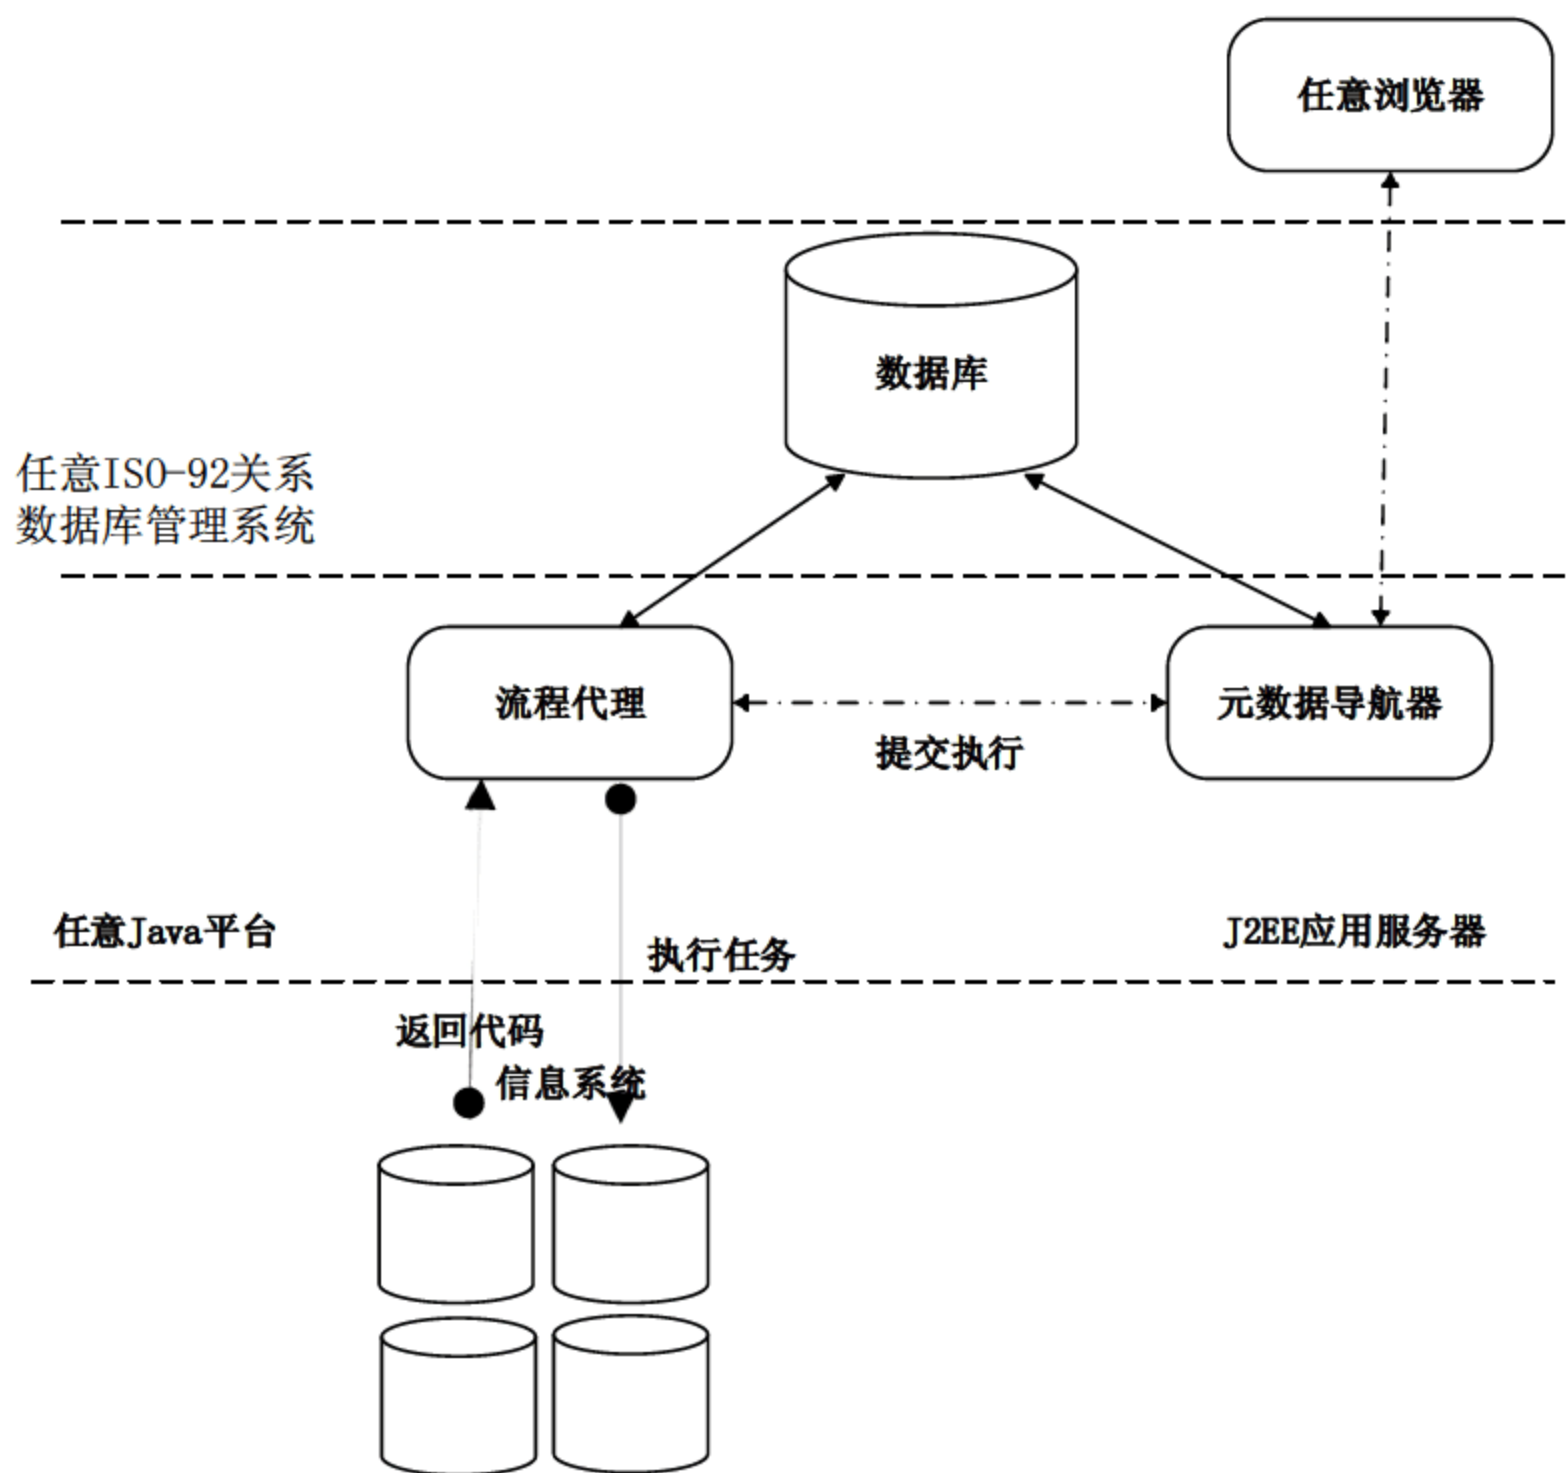 任意浏览器
数据库
任意ISO-92关系
数据库管理系统
流程代理
元数据导航器
提交执行
任意Java平台
J2EE应用服务器
执行任务
返回代码
信息系统